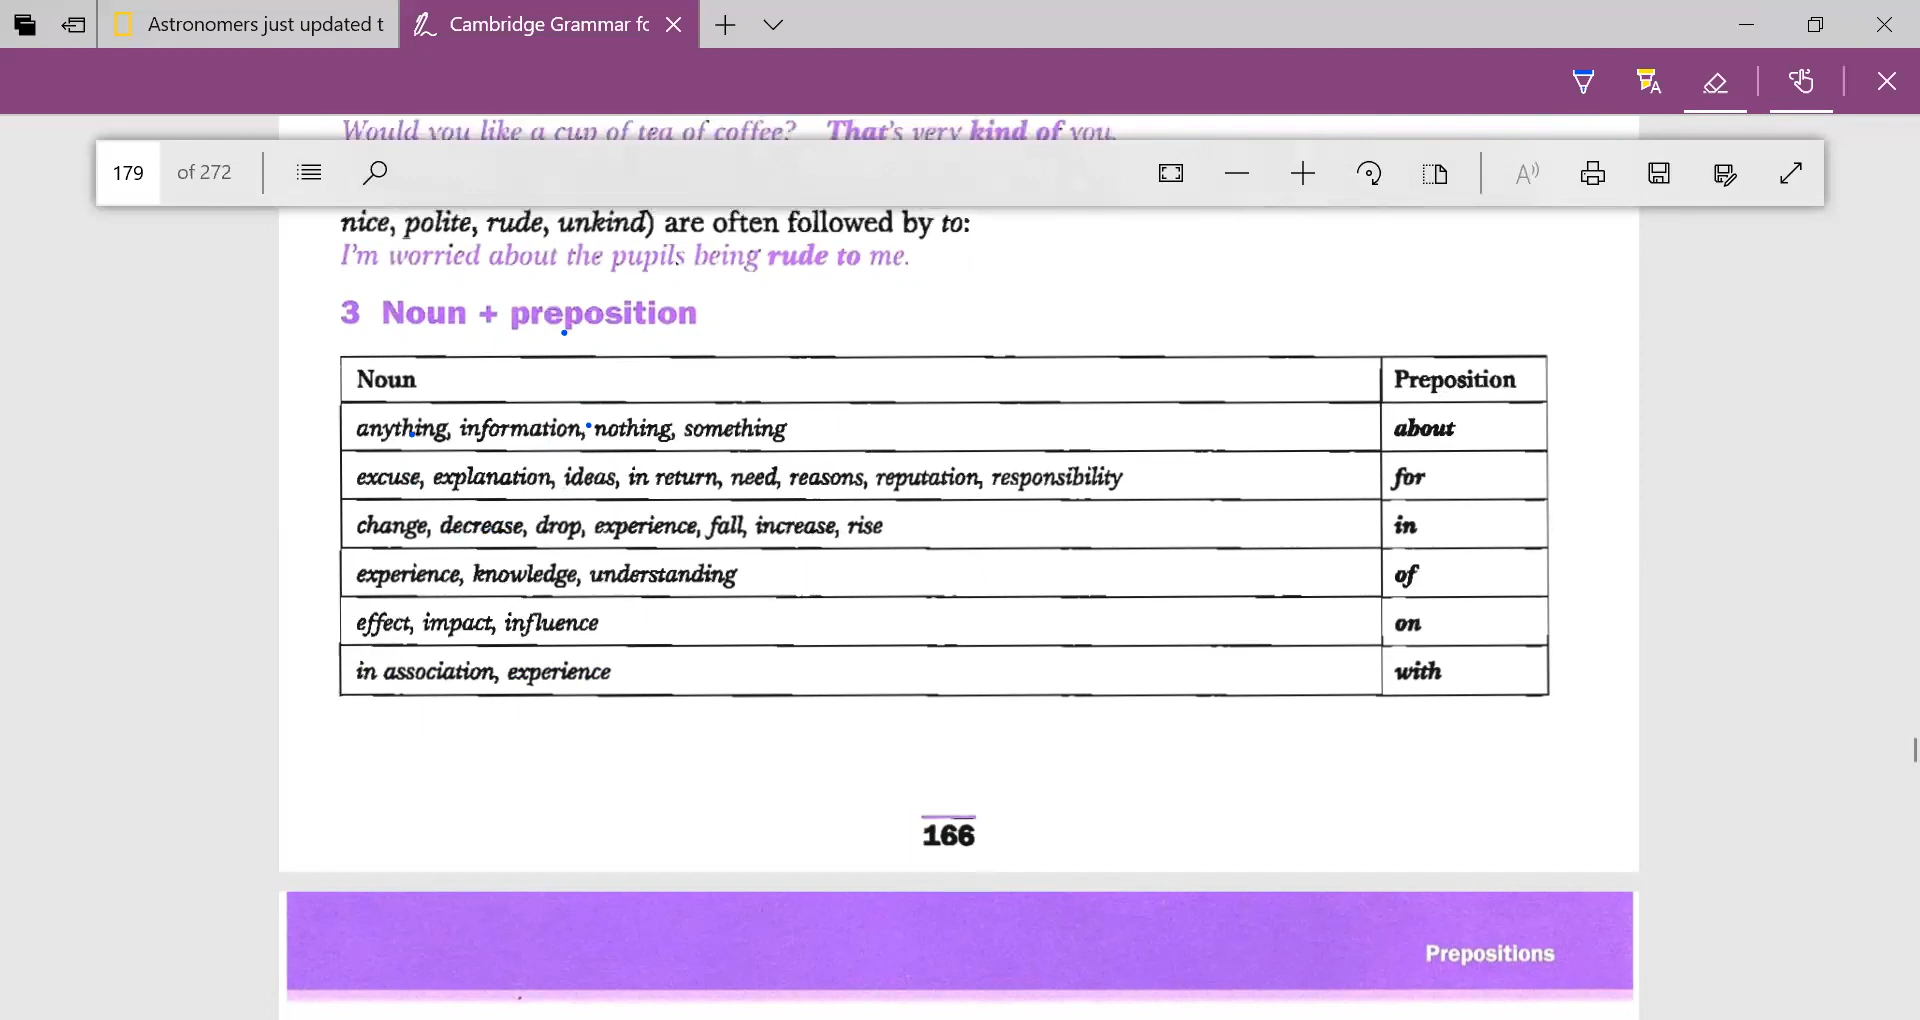 Astronomers just updated t
Cambridge Grammar fo
Would you like a cup of tea of coffee? That's very kind of you.
179 of 272
nice, polite, rude, unkind) are often followed by to:
I'm worried about the pupils being rude to me.
3 Noun + preposition
Noun Preposition
anything, information, nothing, something about
excuse, explanation, ideas, in return, need, reasons, reputation, responsibility for
change, decrease, drop, experience, fall, increase, rise in
experience, knowledge, understanding of
effect, impact, influence on
in association, experience with
166
Prepositions